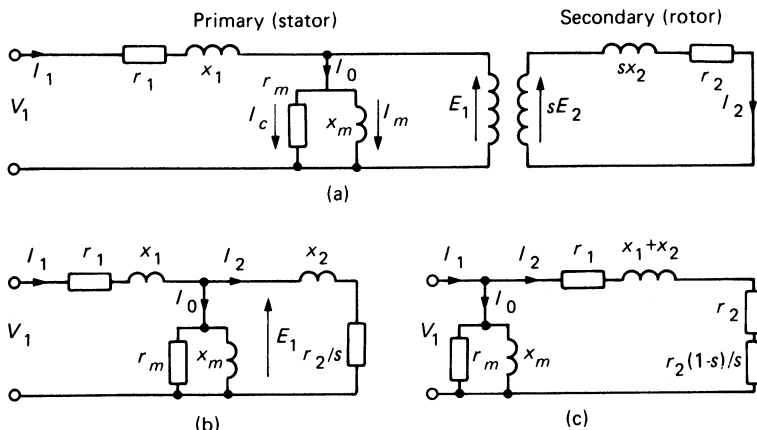 Primary (stator)
Secondary (rotor)
I1
r1
x1
I0
rm
Ic
xm
Im
E1
sE2
sx2
r2
I2
V1
(a)
I1
r1
x1
I2
x2
I0
V1
rm
xm
E1
r2/s
(b)
I1
I2
r1
x1+x2
I0
V1
rm
xm
r2
r2(1-s)/s
(c)